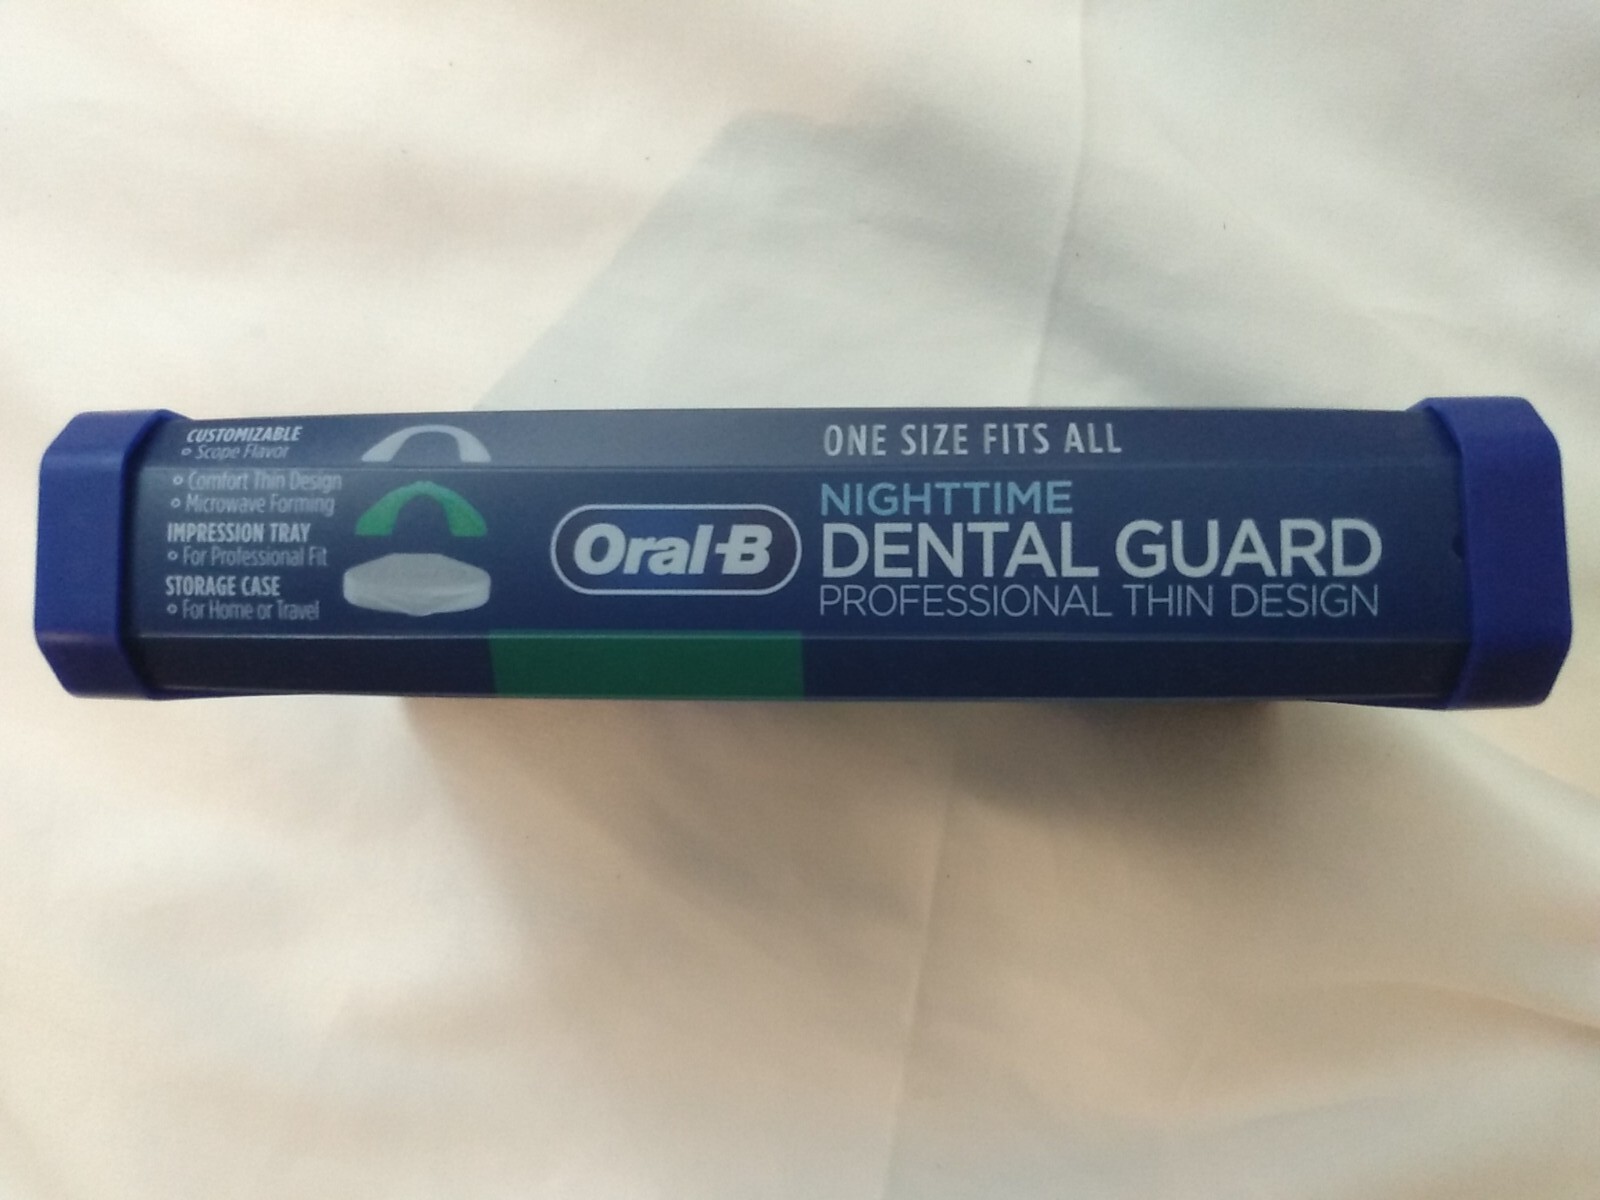 CUSTOMIZABLE
Scope Flavor
Comfort Thin Design
Microwave Forming
IMPRESSION TRAY
For Professional Fit
STORAGE CASE
For Home or Travel
Oral-B
ONE SIZE FITS ALL
NIGHTTIME
DENTAL GUARD
PROFESSIONAL THIN DESIGN